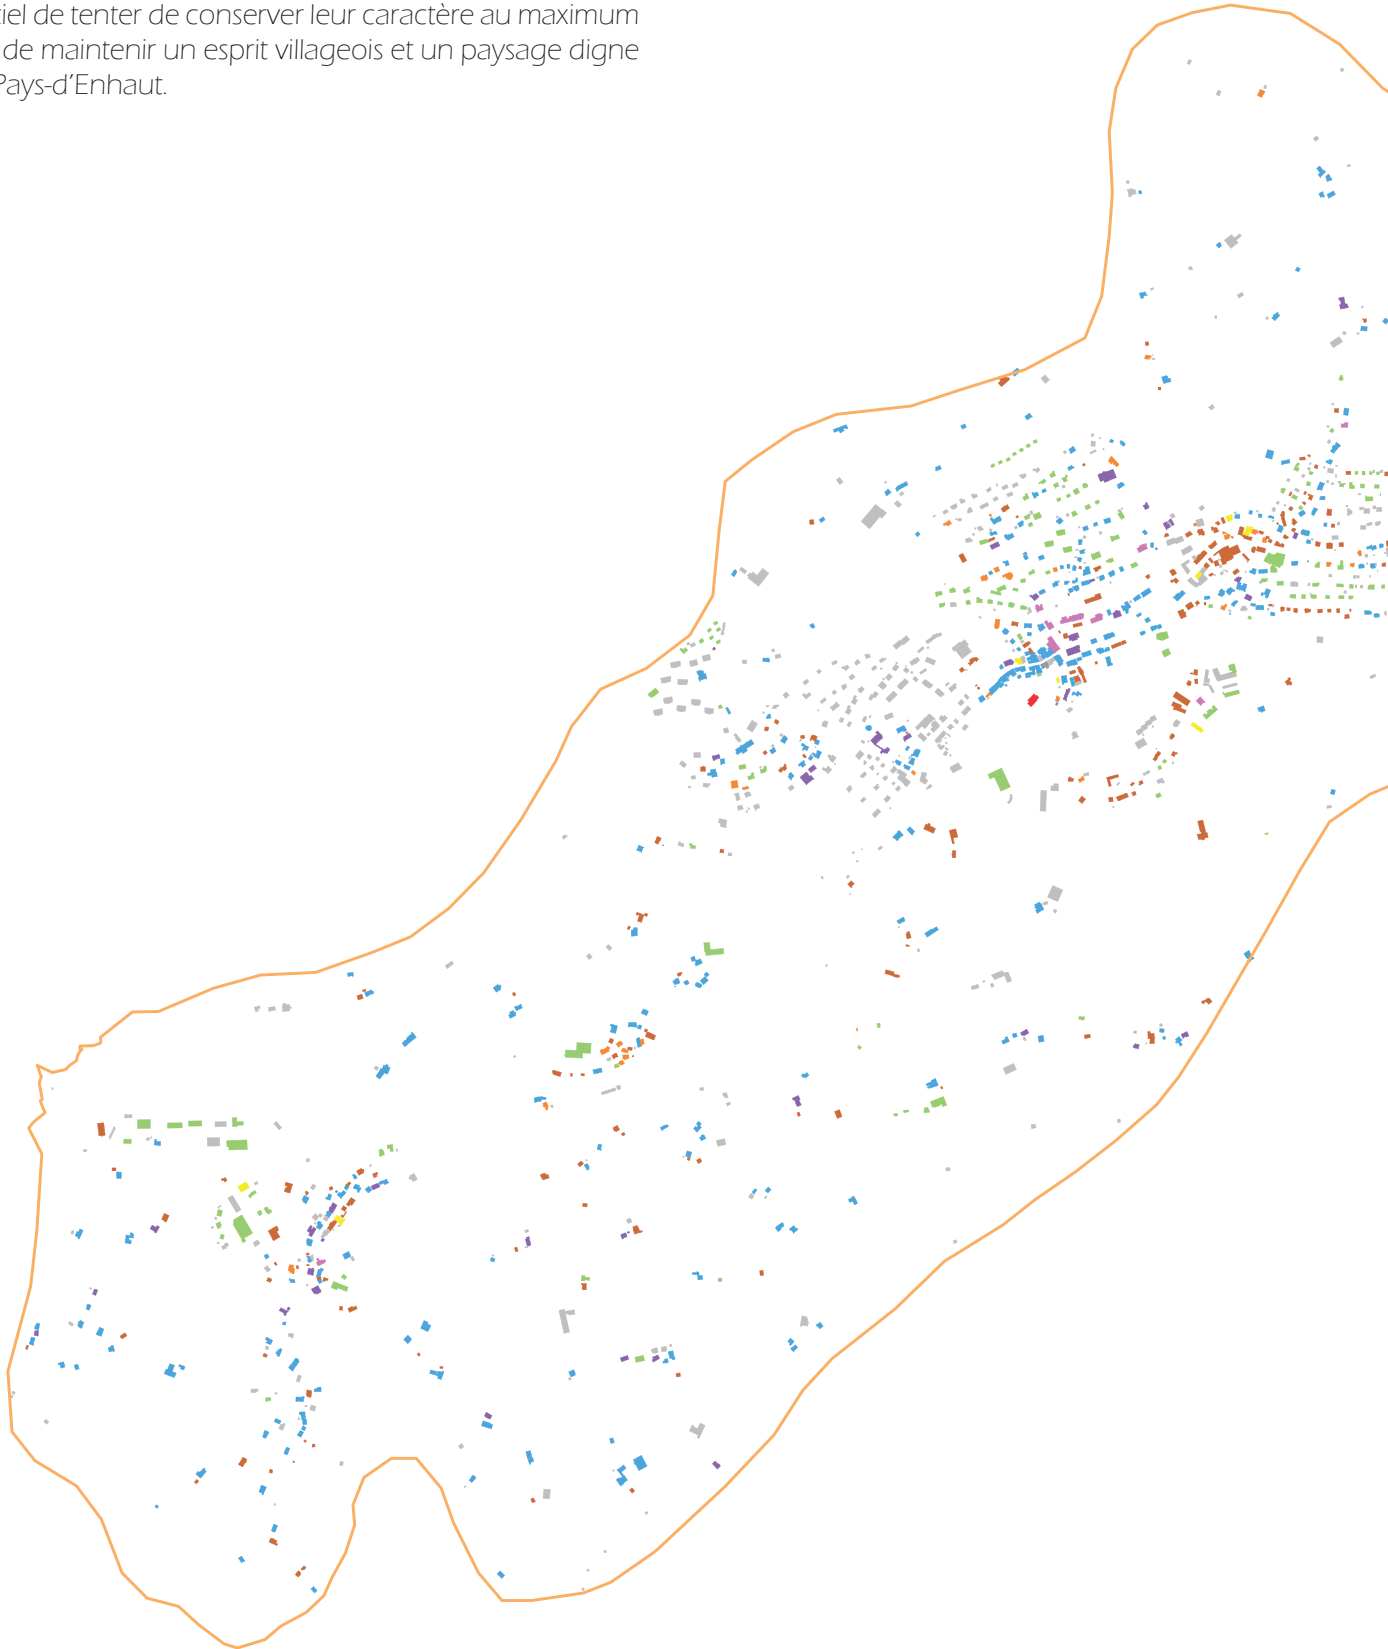 tiel de tenter de conserver leur caractère au maximum
de maintenir un esprit villageois et un paysage digne
Pays-d’Enhaut.